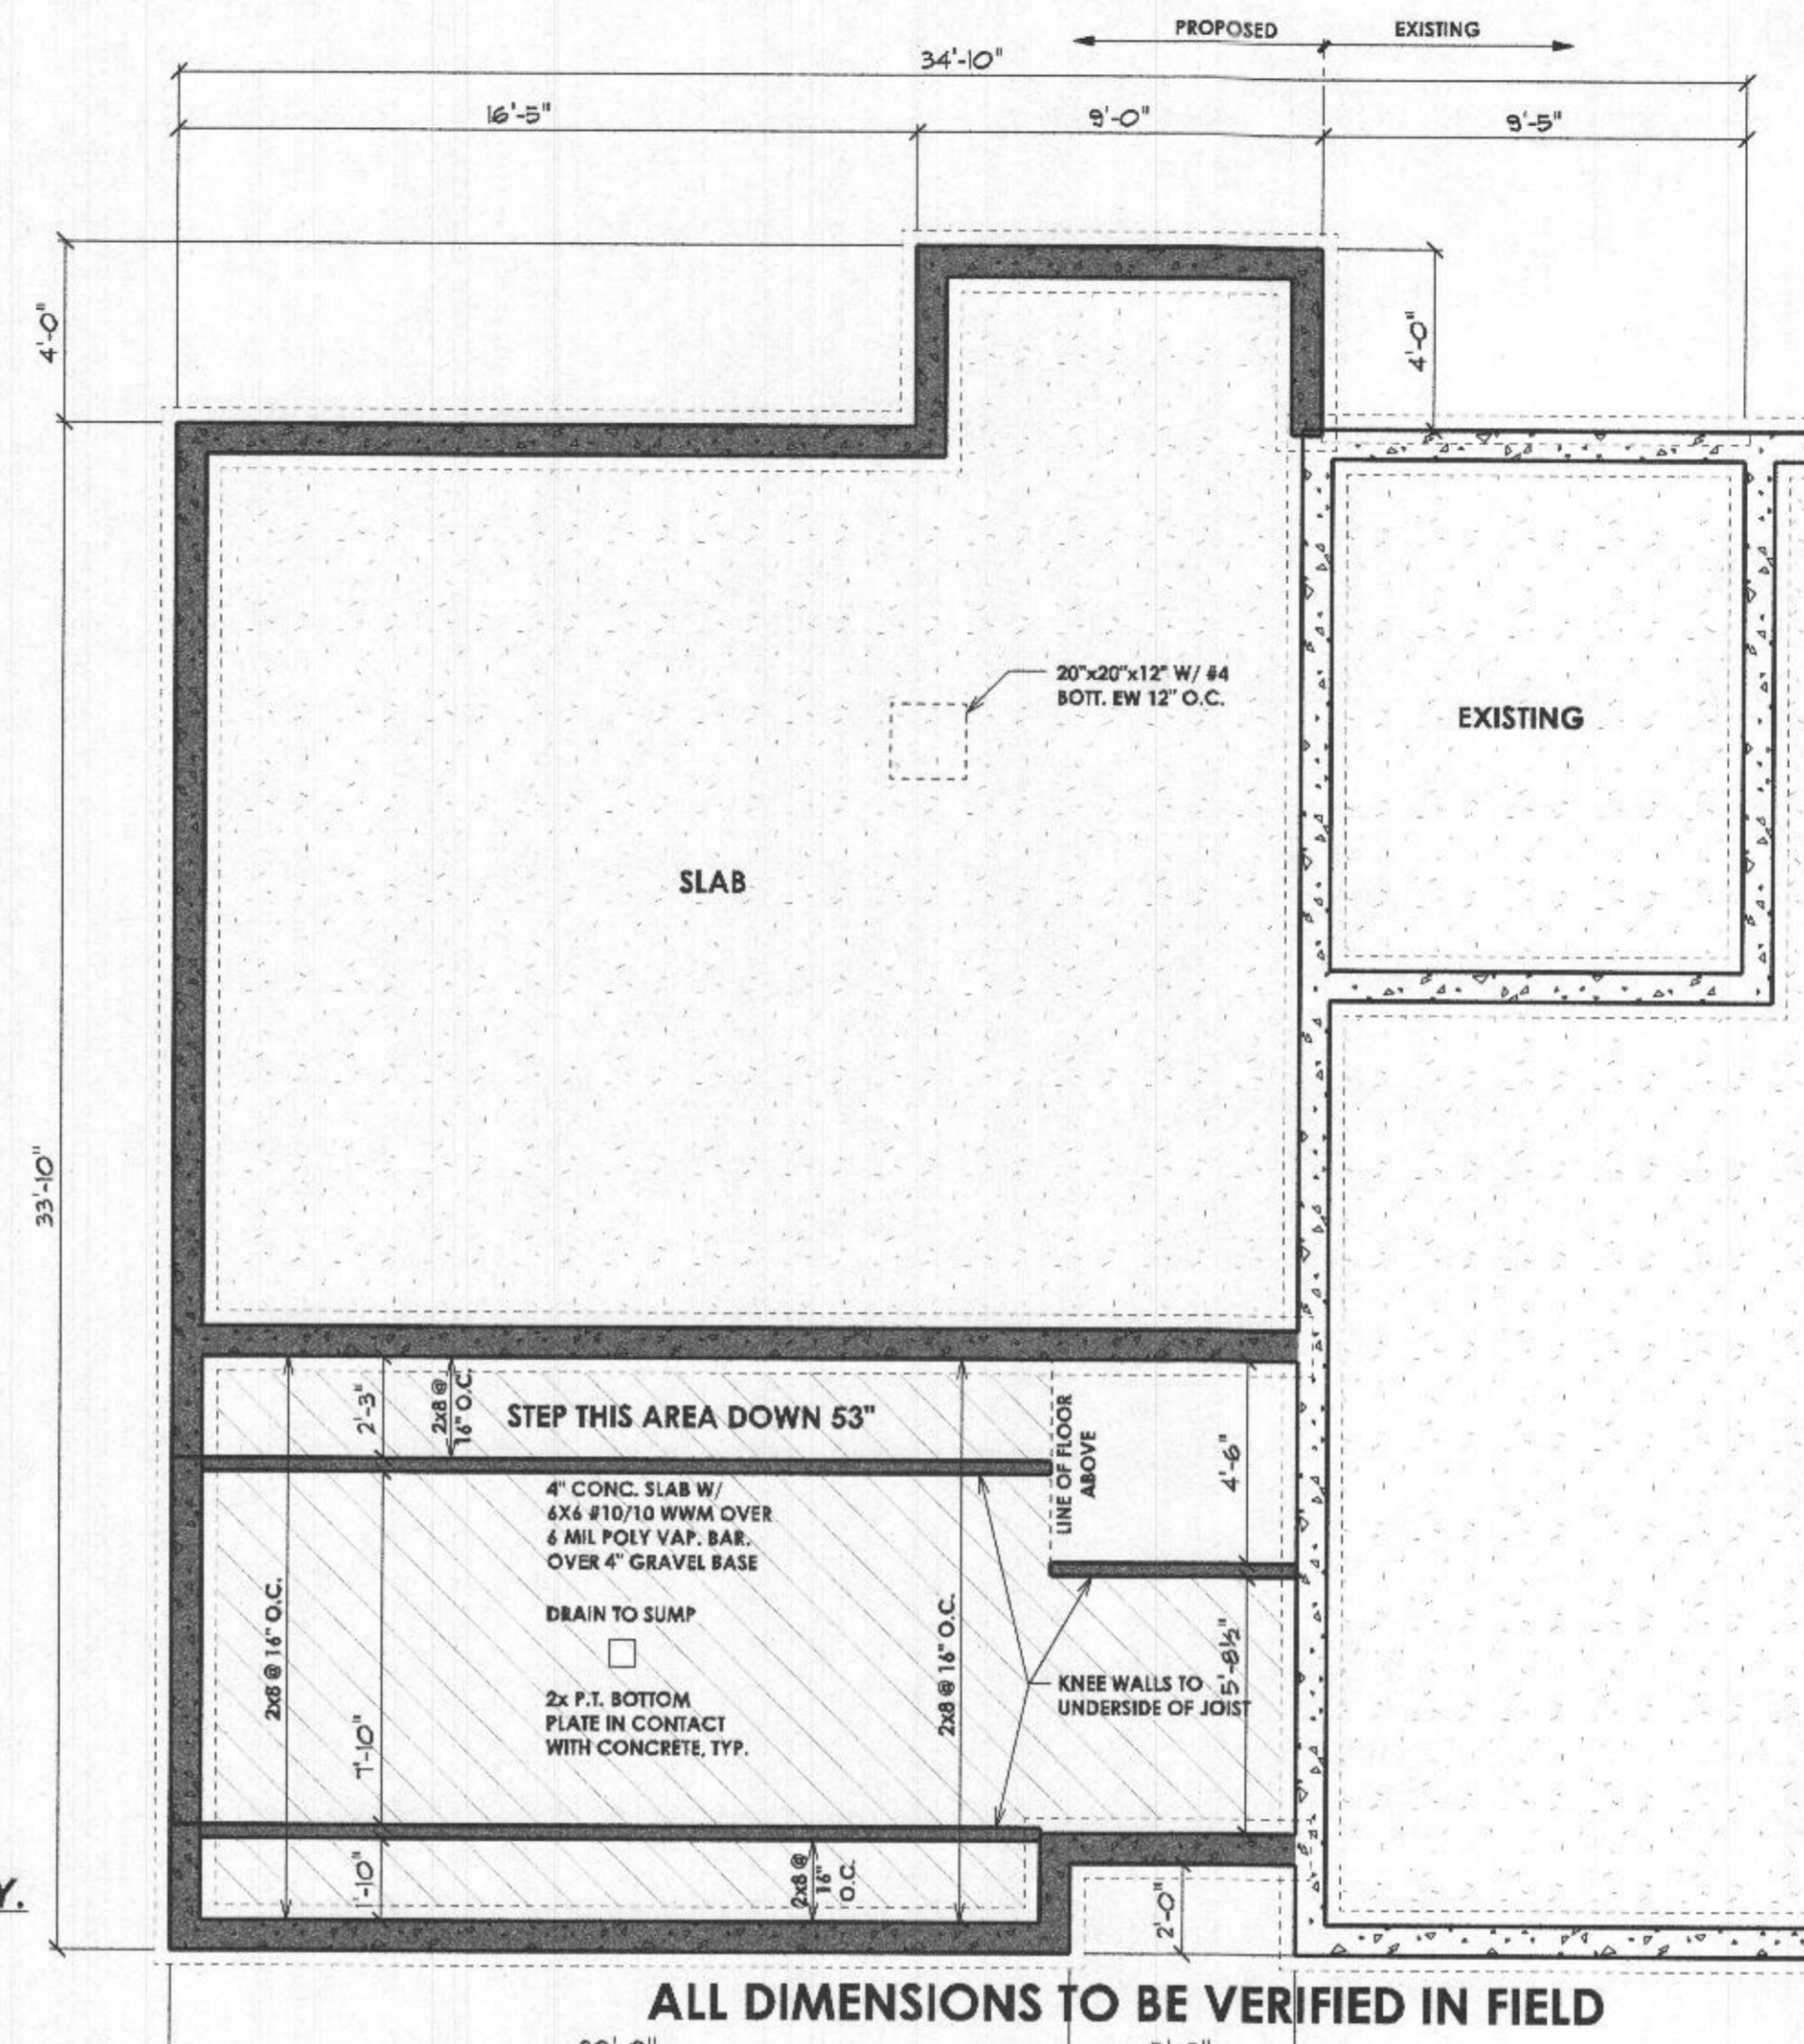 PROPOSED
EXISTING
34'-10"
16'-5"
9'-0"
9'-5"
4'-0"
4'-0"
20"x20"x12" W/ #4
BOTT. EW 12" O.C.
EXISTING
SLAB
33'-10"
2'-3"
2x8 @
16" O.C.
STEP THIS AREA DOWN 53"
LINE OF FLOOR
ABOVE
4'-6"
4" CONC. SLAB W/
6X6 #10/10 WWM OVER
6 MIL POLY VAP. BAR.
OVER 4" GRAVEL BASE
DRAIN TO SUMP
2x P.T. BOTTOM
PLATE IN CONTACT
WITH CONCRETE, TYP.
2x8 @ 16" O.C.
7'-10"
2x8 @ 16" O.C.
KNEE WALLS TO
UNDERSIDE OF JOIST
5'-8½"
1'-10"
2x8 @
16"
O.C.
2'-0"
Y.
ALL DIMENSIONS TO BE VERIFIED IN FIELD